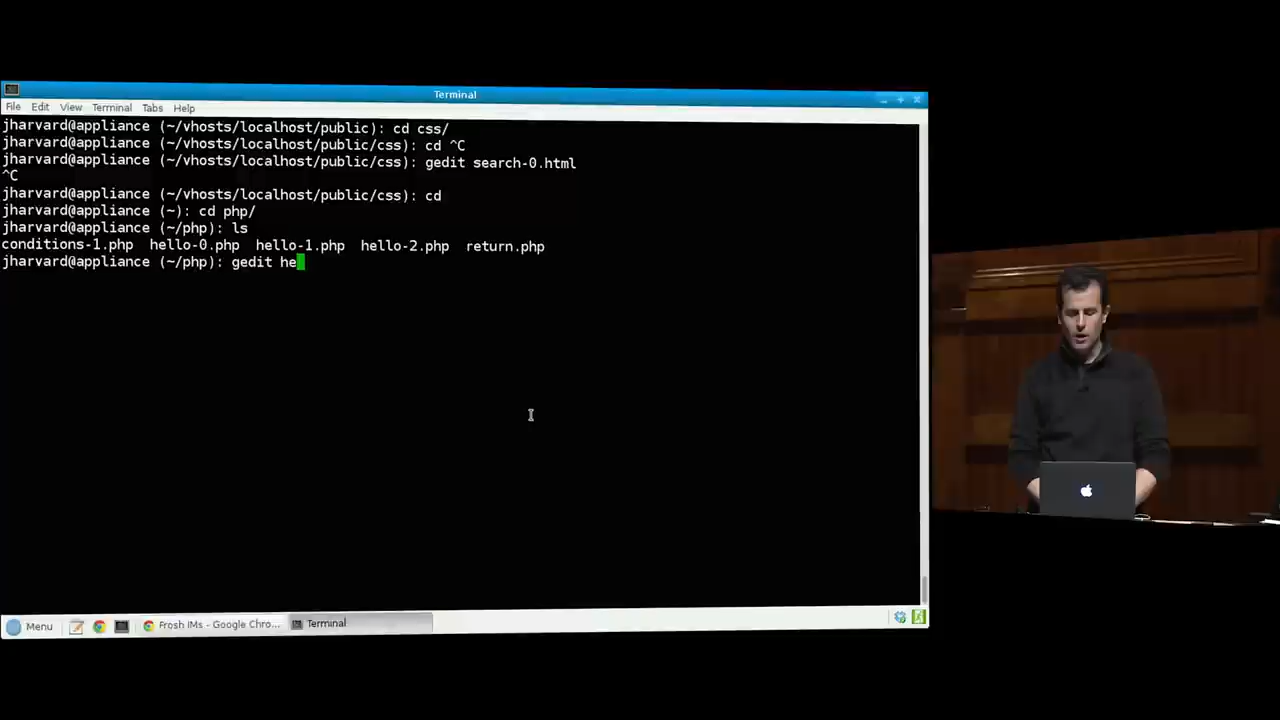 Terminal
File Edit View Terminal Tabs Help
jharvard@appliance (~/vhosts/localhost/public): cd css/
jharvard@appliance (~/vhosts/localhost/public/css): cd ^C
jharvard@appliance (~/vhosts/localhost/public/css): gedit search-0.html
^C
jharvard@appliance (~/vhosts/localhost/public/css): cd
jharvard@appliance (~): cd php/
jharvard@appliance (~/php): ls
conditions-1.php hello-0.php hello-1.php hello-2.php return.php
jharvard@appliance (~/php): gedit he
Menu Frosh IMs - Google Chro... Terminal